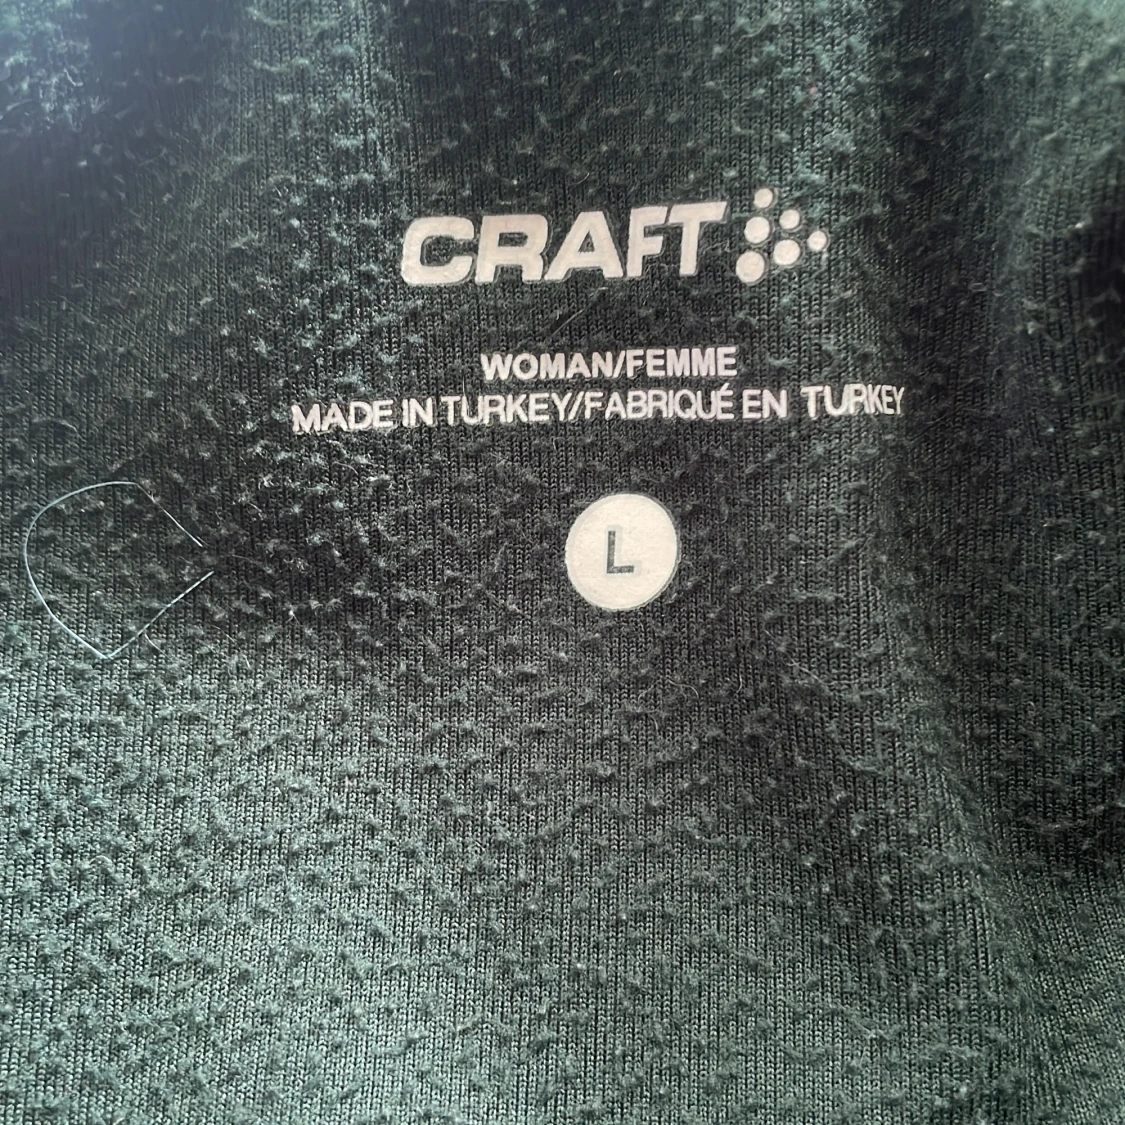 CRAFT
WOMAN/FEMME
MADE IN TURKEY/FABRIQUÉ EN TURKEY
L